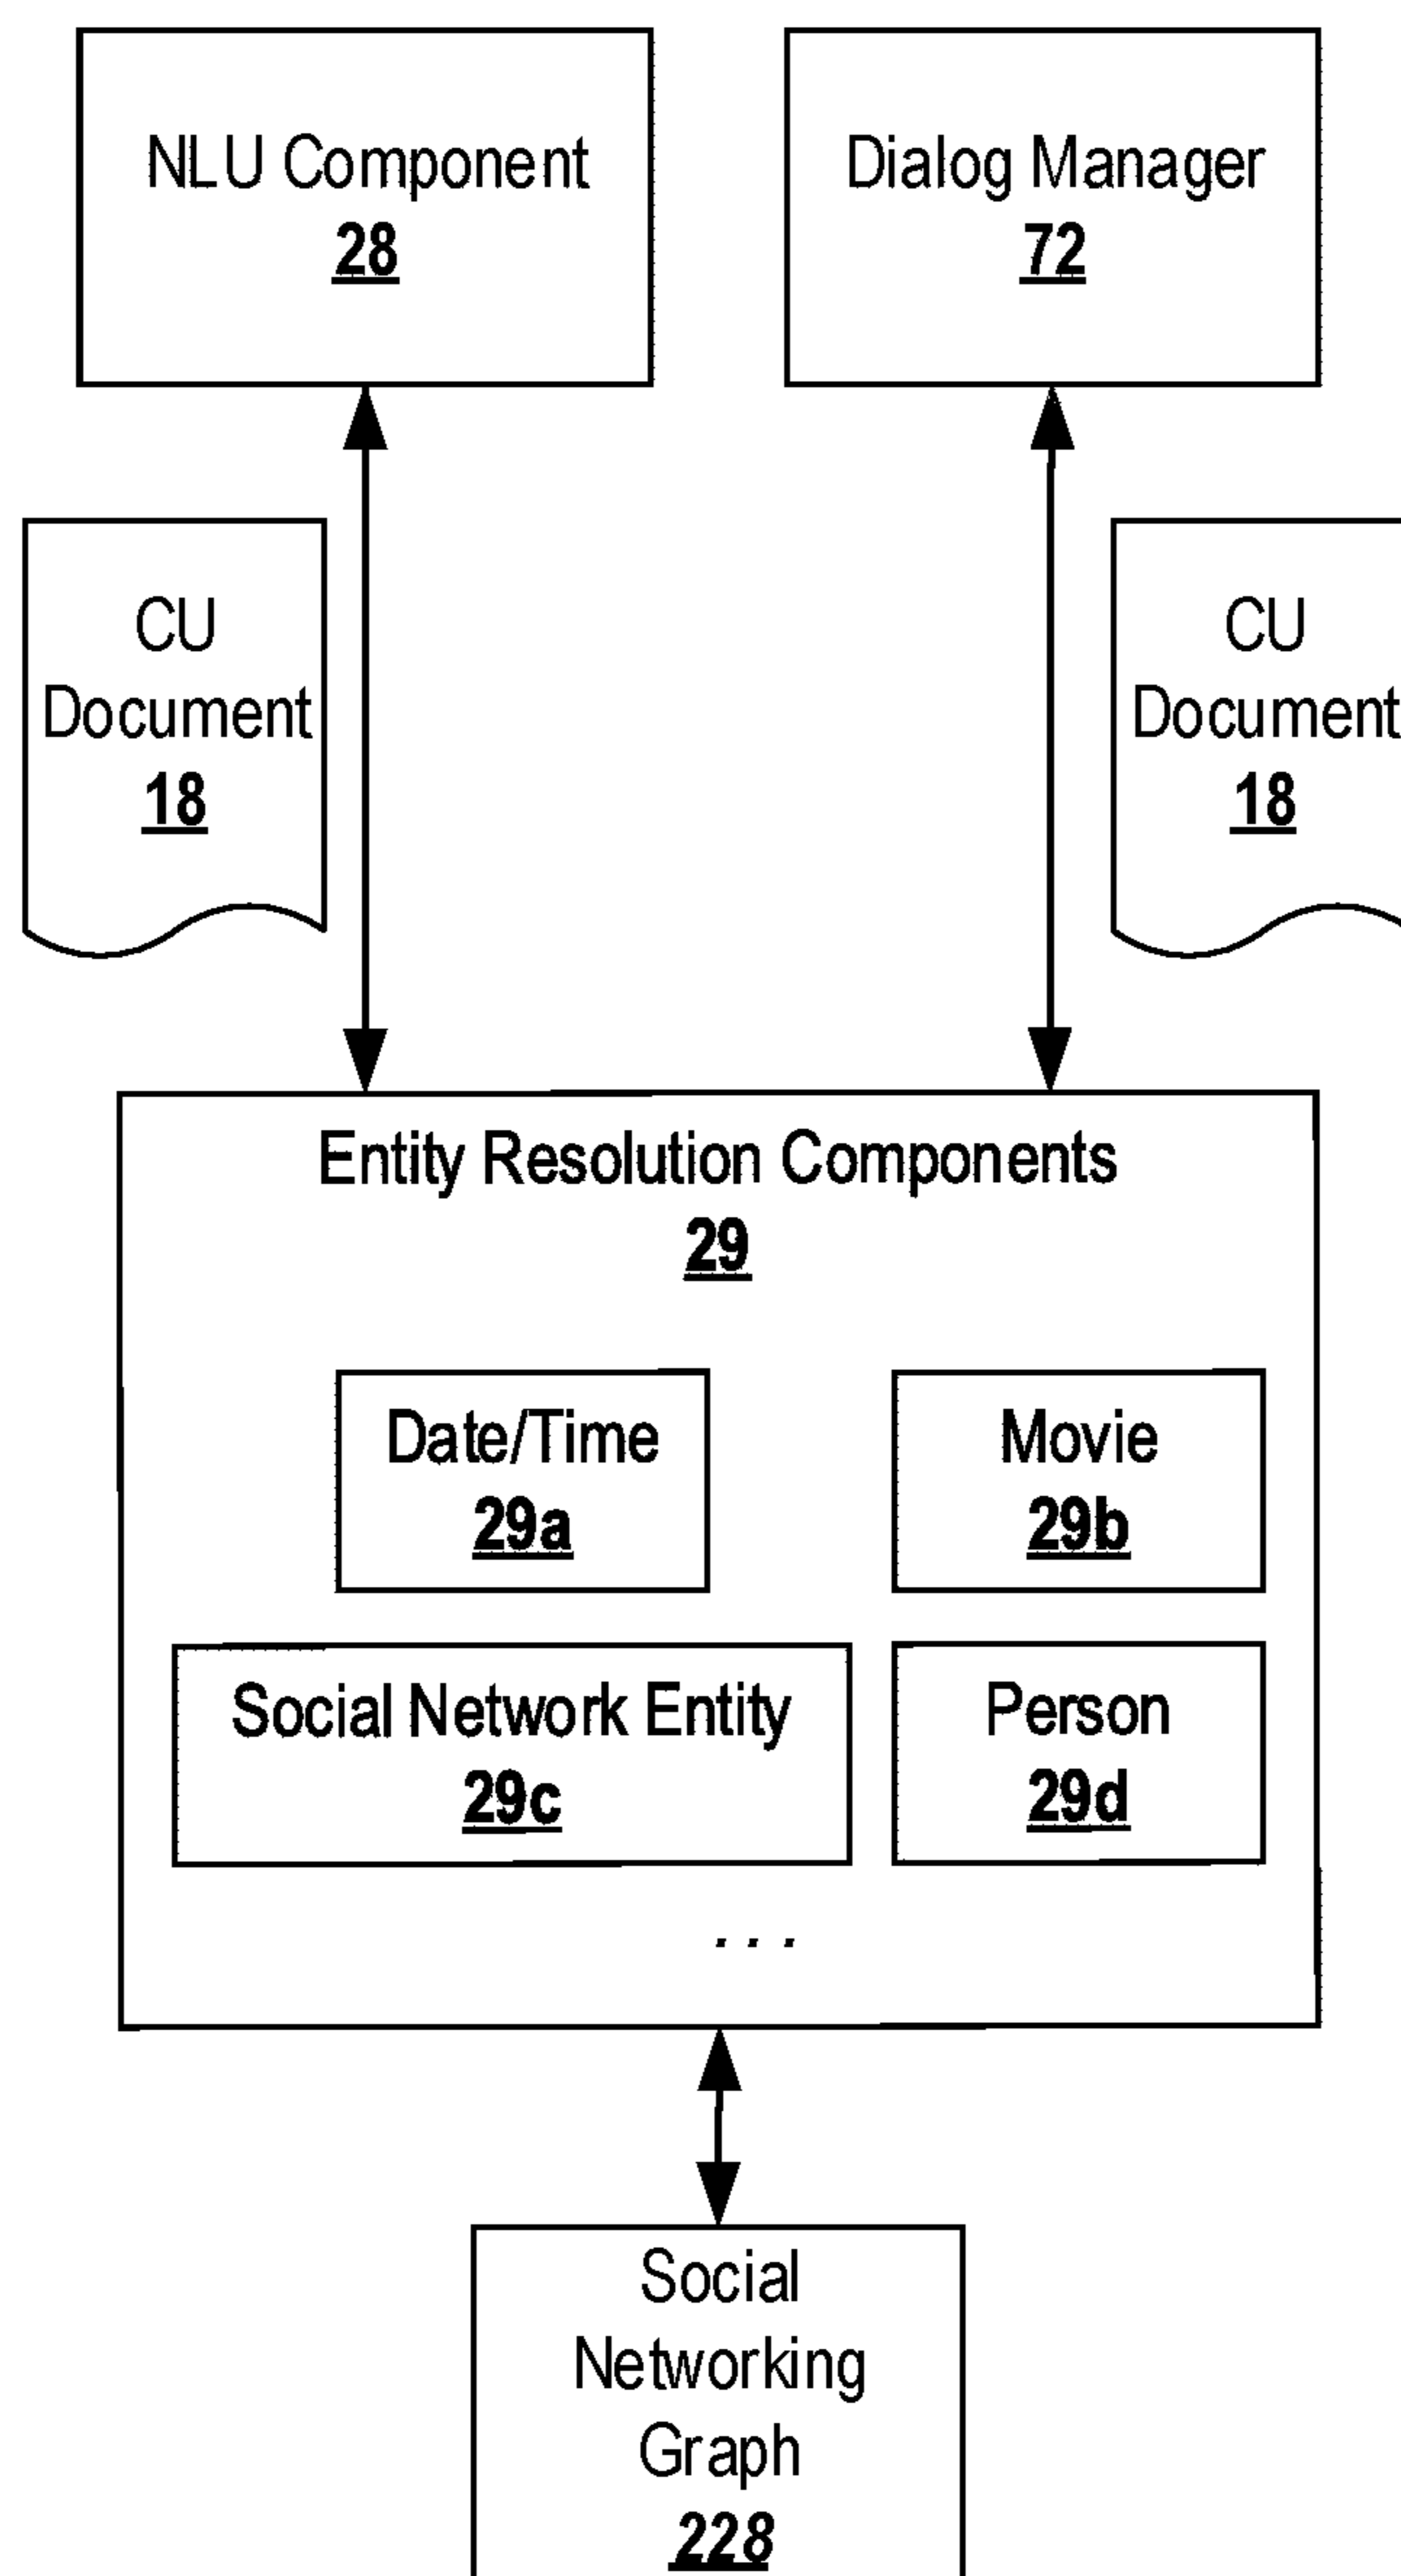 NLU Component
28
Dialog Manager
72
CU
Document
18
CU
Document
18
Entity Resolution Components
29
Date/Time
29a
Movie
29b
Social Network Entity
29c
Person
29d
. . .
Social
Networking
Graph
228